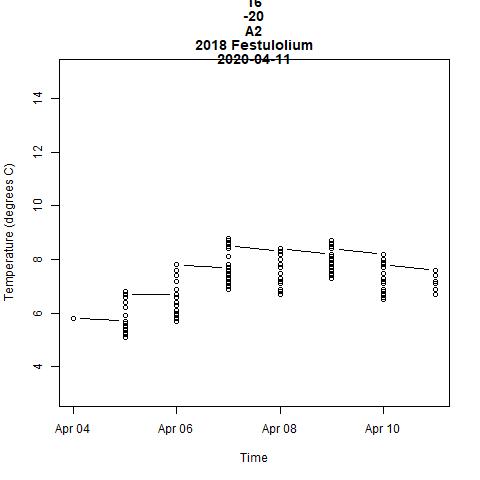 16
-20
A2
2018 Festulolium
2020-04-11
Temperature (degrees C)
14
12
10
8
6
4
Apr 04
Apr 06
Apr 08
Apr 10
Time